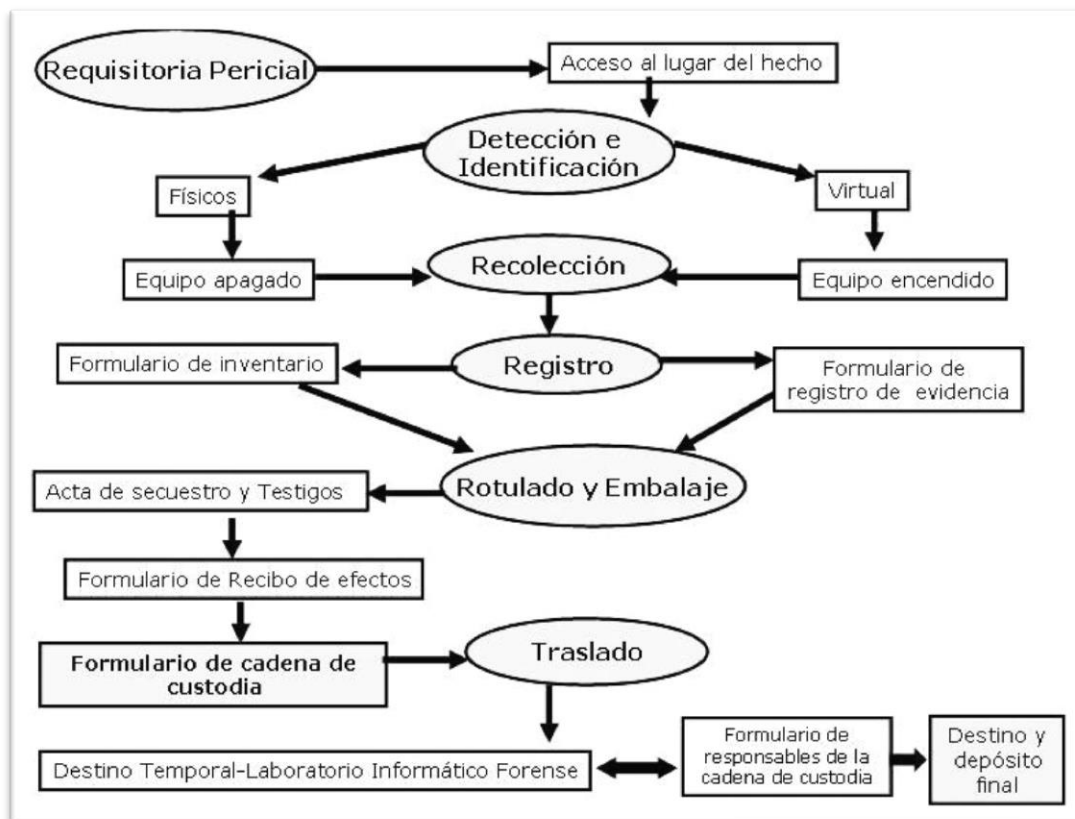 Requisitoria Pericial
Acceso al lugar del hecho
Detección e
Identificación
Físicos
Virtual
Equipo apagado
Recolección
Equipo encendido
Formulario de inventario
Registro
Formulario de
registro de evidencia
Acta de secuestro y Testigos
Rotulado y Embalaje
Formulario de Recibo de efectos
Formulario de cadena de
custodia
Traslado
Destino Temporal-Laboratorio Informático Forense
Formulario de
responsables de la
cadena de custodia
Destino y
depósito
final